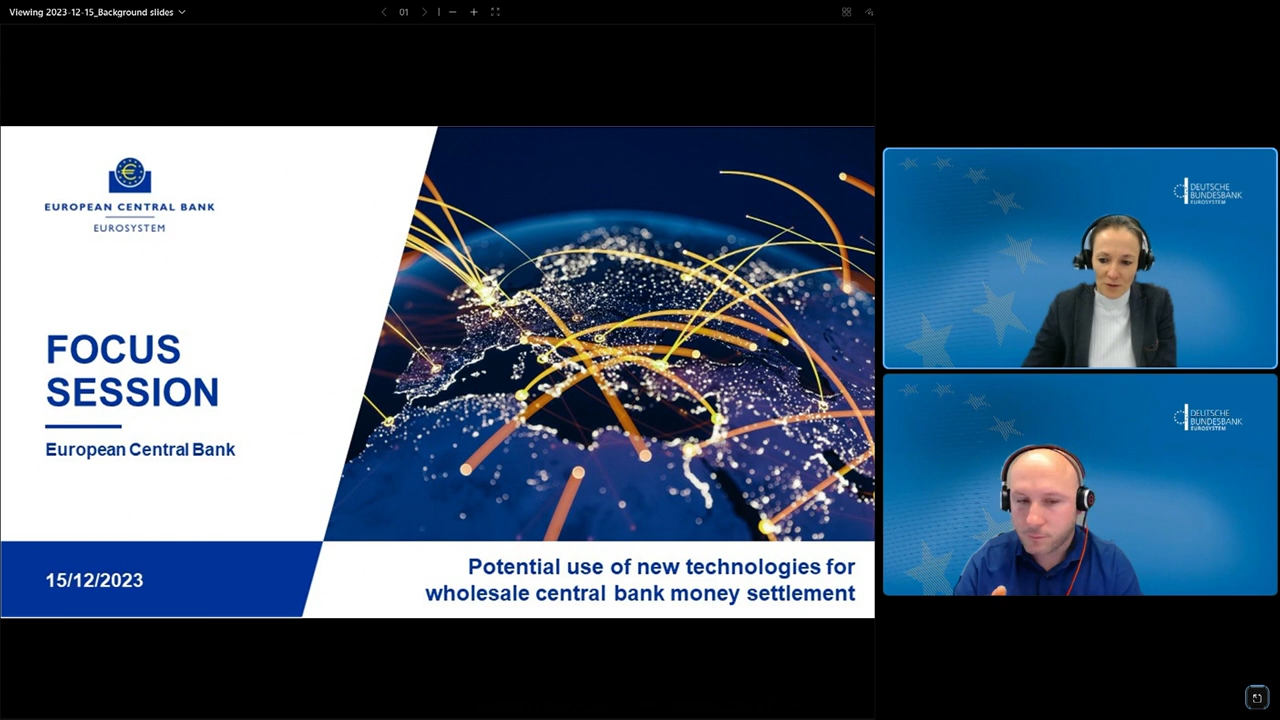 Viewing 2023-12-15_Background slides
01
EUROPEAN CENTRAL BANK
EUROSYSTEM
FOCUS
SESSION
European Central Bank
15/12/2023
Potential use of new technologies for
wholesale central bank money settlement
DEUTSCHE
BUNDESBANK
EUROSYSTEM
DEUTSCHE
BUNDESBANK
EUROSYSTEM